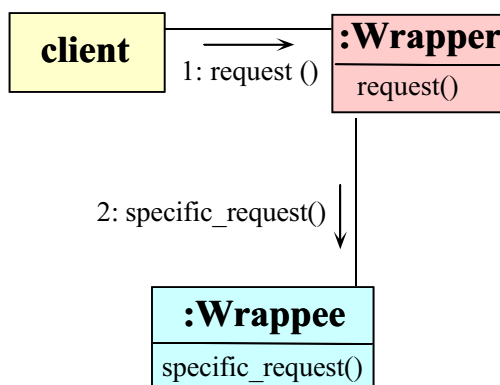 client
:Wrapper
1: request ()
request()
2: specific_request()
:Wrappee
specific_request()